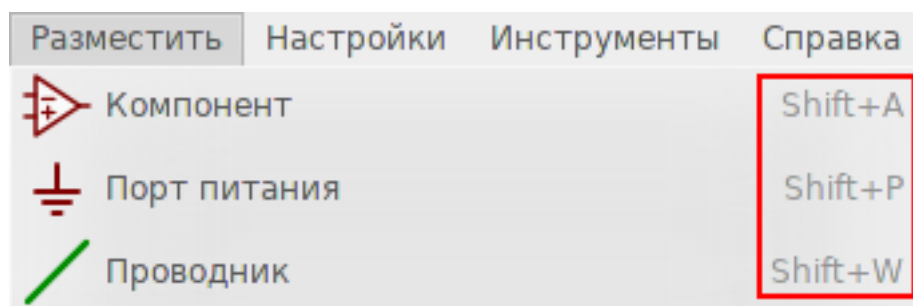 Разместить Настройки Инструменты Справка
Компонент Shift+A
Порт питания Shift+P
Проводник Shift+W